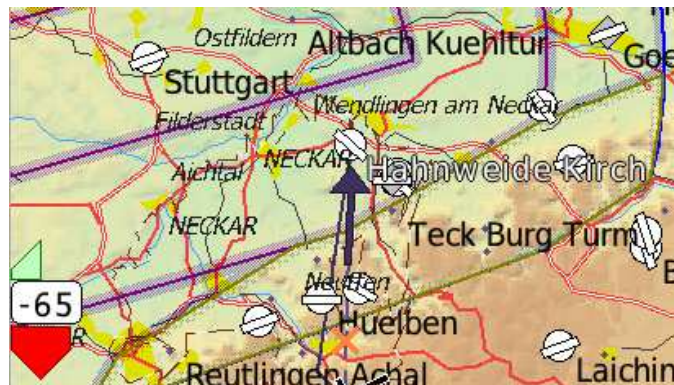 Ostfildern
Altbach Kuehltur
Goe
Stuttgart
Wendlingen am Neckar
Filderstadt
NECKAR
Aichtal
Hahnweide Kirch
NECKAR
Teck Burg Turm
Neuffen
-65
R
Huelben
Reutlingen Achal
Laichin